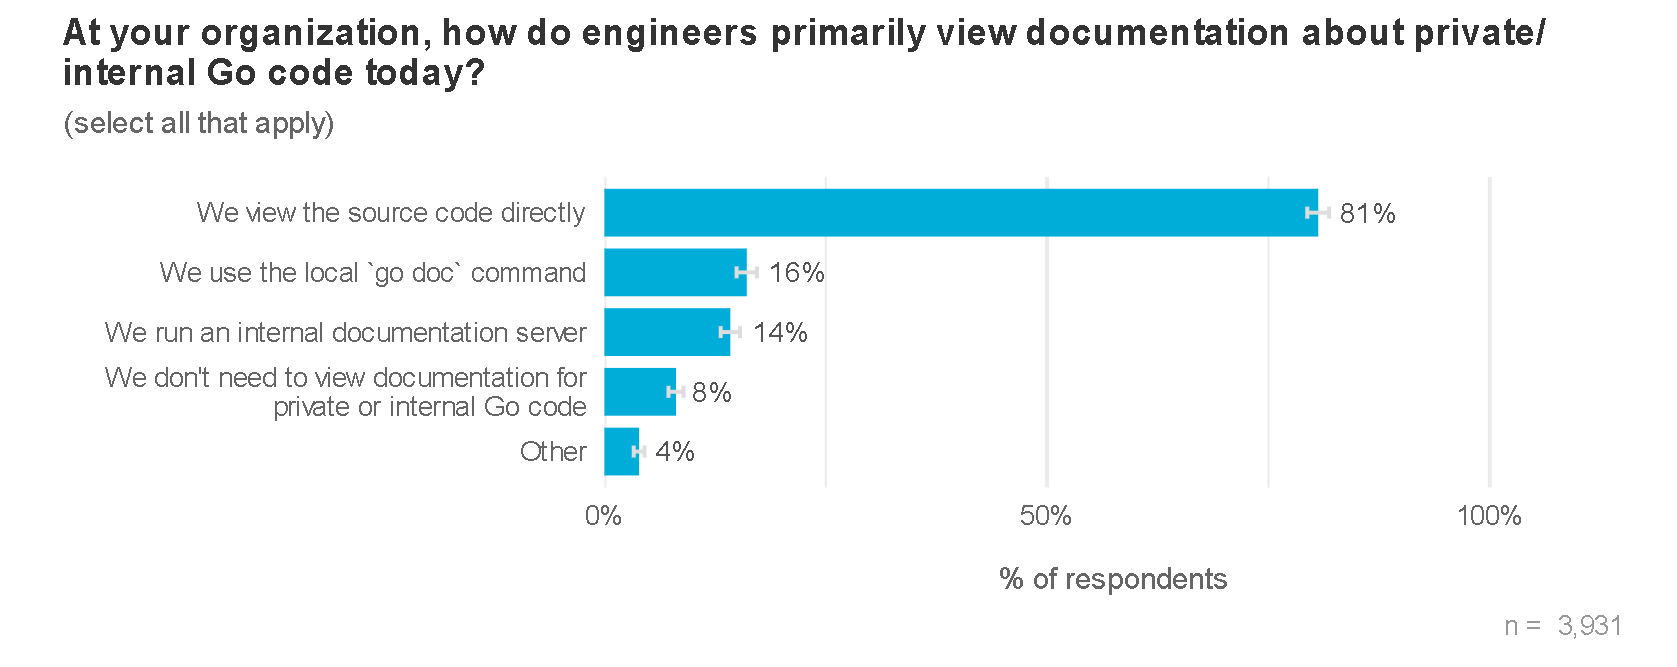 At your organization, how do engineers primarily view documentation about private/
internal Go code today?
(select all that apply)
We view the source code directly
81%
We use the local `go doc` command
16%
We run an internal documentation server
14%
We don't need to view documentation for
private or internal Go code
8%
Other
4%
0%
50%
100%
% of respondents
n = 3,931